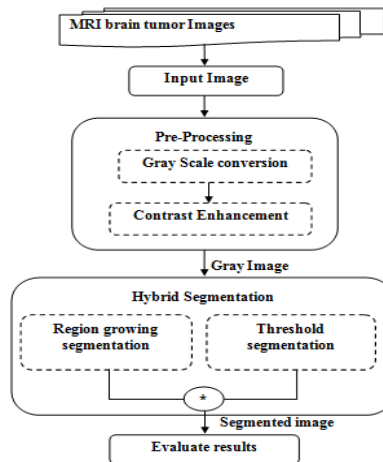 MRI brain tumor Images
Input Image
Pre-Processing
Gray Scale conversion
Contrast Enhancement
Gray Image
Hybrid Segmentation
Region growing
segmentation
Threshold
segmentation
*
Segmented image
Evaluate results